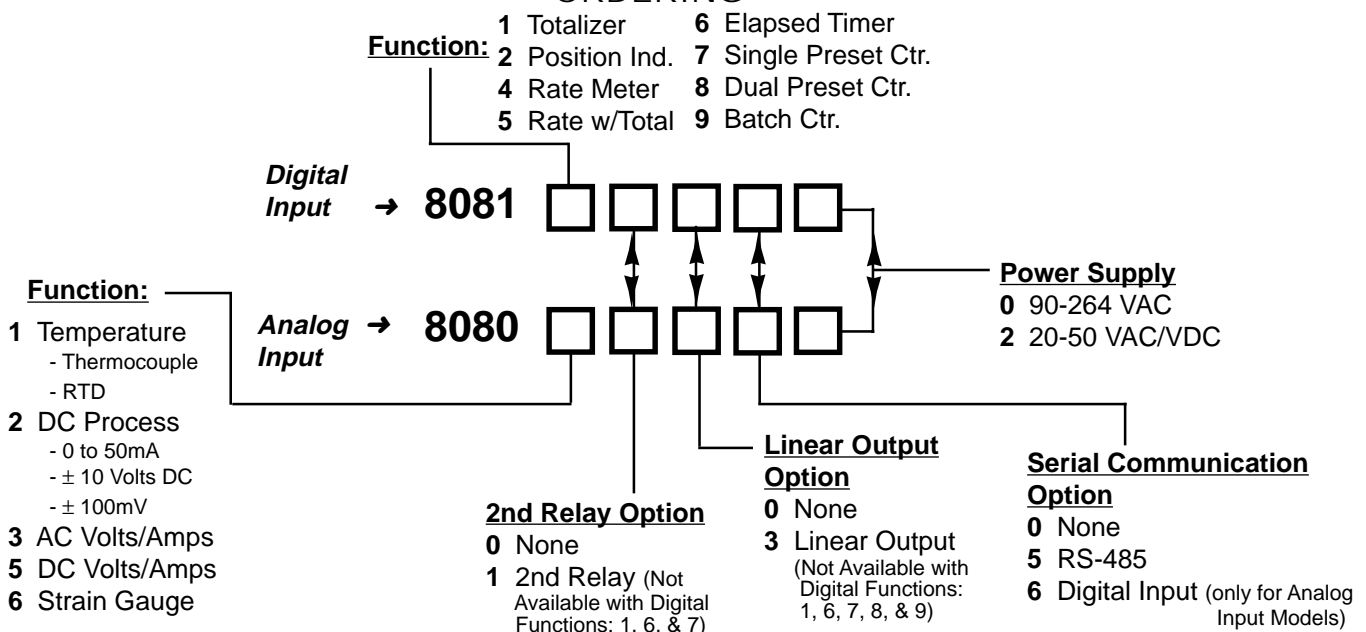 ORDERING
Function:
1 Totalizer
2 Position Ind.
4 Rate Meter
5 Rate w/Total
6 Elapsed Timer
7 Single Preset Ctr.
8 Dual Preset Ctr.
9 Batch Ctr.
Digital
Input → 8081
Analog → 8080
Input
Function:
1 Temperature
- Thermocouple
- RTD
2 DC Process
- 0 to 50mA
- ± 10 Volts DC
- ± 100mV
3 AC Volts/Amps
5 DC Volts/Amps
6 Strain Gauge
2nd Relay Option
0 None
1 2nd Relay (Not
Available with Digital
Functions: 1, 6, & 7)
Linear Output
Option
0 None
3 Linear Output
(Not Available with
Digital Functions:
1, 6, 7, 8, & 9)
Serial Communication
Option
0 None
5 RS-485
6 Digital Input (only for Analog
Input Models)
Power Supply
0 90-264 VAC
2 20-50 VAC/VDC